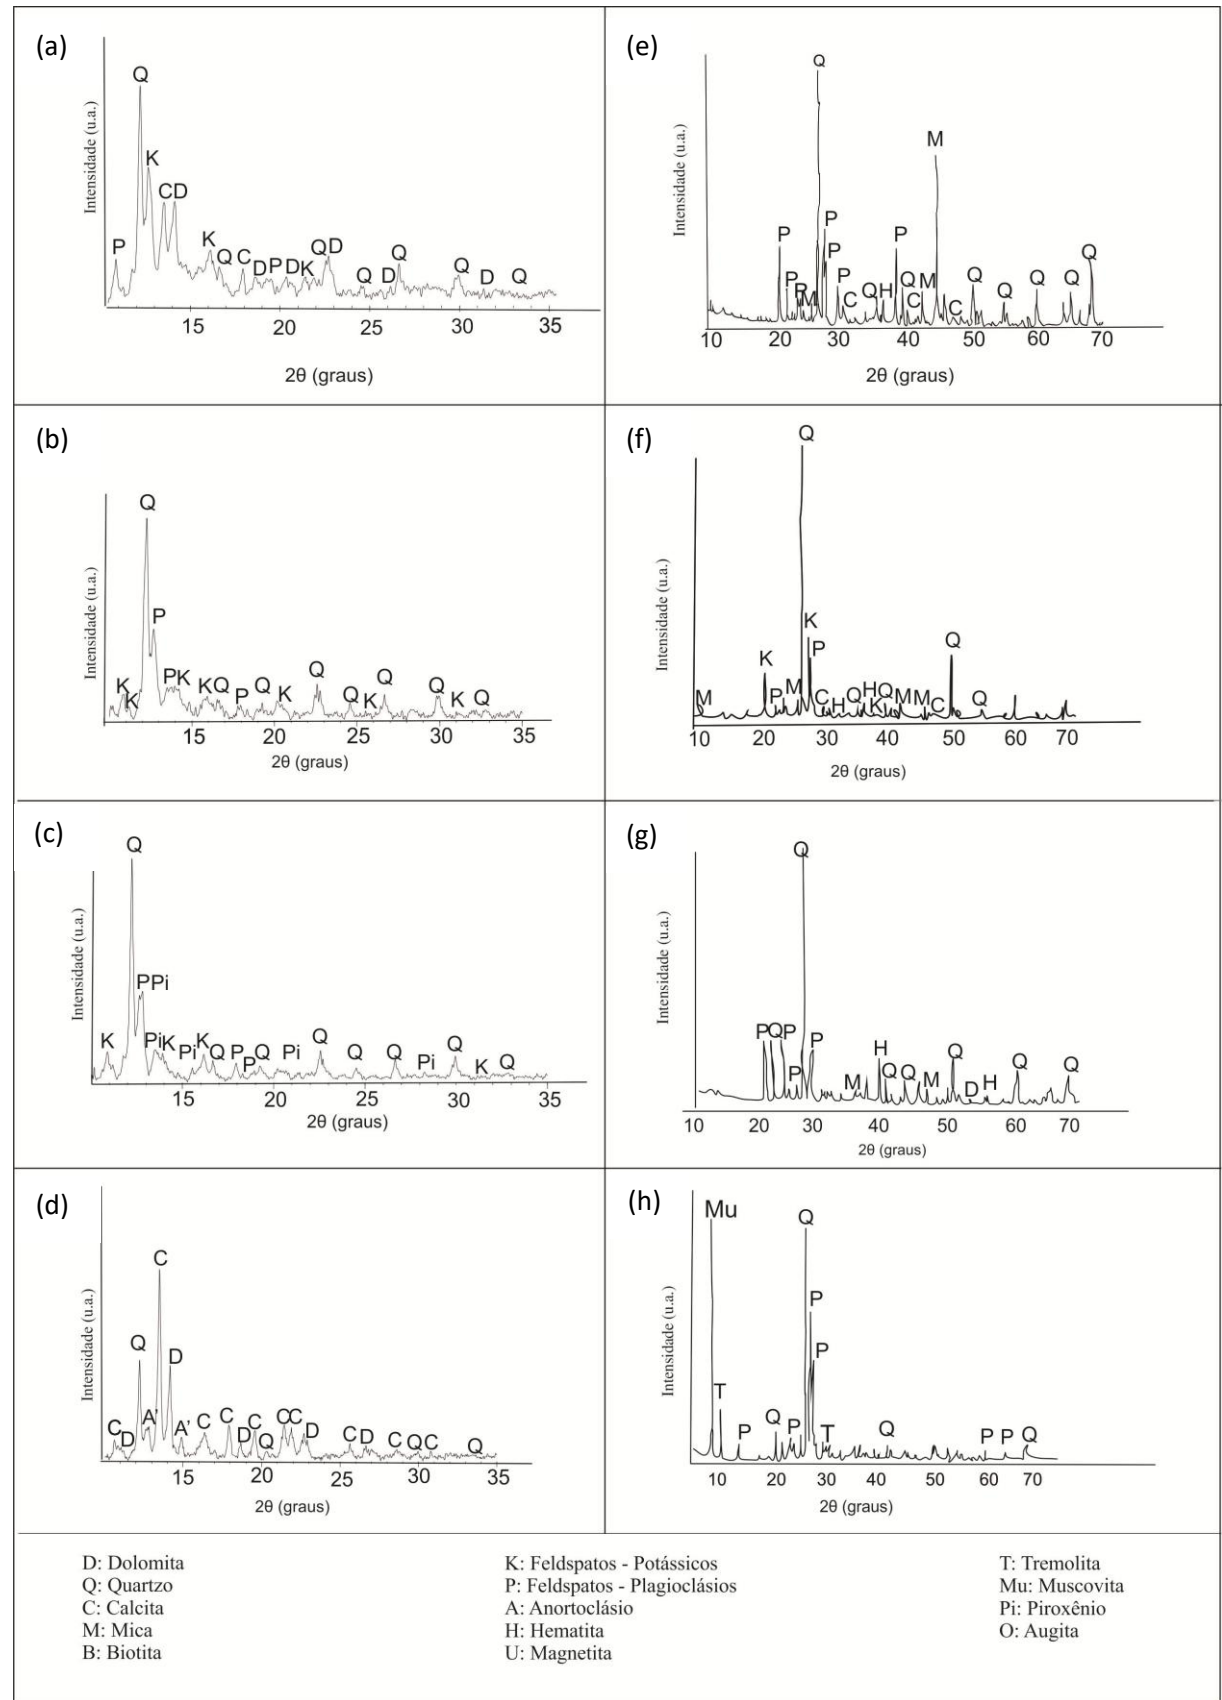 (a)
Intensidade (u.a.)
Q
K
CD
P
K
Q
C
D
P
D
K
Q
D
Q
D
Q
Q
D
Q
15 20 25 30 35
2θ (graus)
(e)
Intensidade (u.a.)
Q
M
P
P
P
P
P
P
M
P
C
Q
H
Q
C
M
C
Q
Q
Q
Q
Q
10 20 30 40 50 60 70
2θ (graus)
(b)
Intensidade (u.a.)
Q
P
K
K
P
K
K
Q
P
Q
K
Q
Q
K
Q
Q
K
Q
15 20 25 30 35
2θ (graus)
(f)
Intensidade (u.a.)
Q
K
P
K
M
P
M
C
H
Q
H
K
Q
M
M
C
Q
Q
10 20 30 40 50 60 70
2θ (graus)
(c)
Intensidade (u.a.)
Q
PPi
K
Pi
K
Pi
K
Q
P
P
Q
Pi
Q
Q
Q
Pi
Q
K
Q
15 20 25 30 35
2θ (graus)
(g)
Intensidade (u.a.)
Q
P
Q
P
P
P
M
H
Q
Q
M
Q
D
H
Q
Q
10 20 30 40 50 60 70
2θ (graus)
(d)
Intensidade (u.a.)
C
Q
D
C
D
A'
A'
C
C
D
C
Q
C
C
D
C
D
C
Q
C
Q
15 20 25 30 35
2θ (graus)
(h)
Intensidade (u.a.)
Mu
Q
P
P
T
P
Q
P
T
Q
P
P
Q
10 20 30 40 50 60 70
2θ (graus)
D: Dolomita
Q: Quartzo
C: Calcita
M: Mica
B: Biotita
K: Feldspatos - Potássicos
P: Feldspatos - Plagioclásios
A: Anortoclásio
H: Hematita
U: Magnetita
T: Tremolita
Mu: Muscovita
Pi: Piroxênio
O: Augita